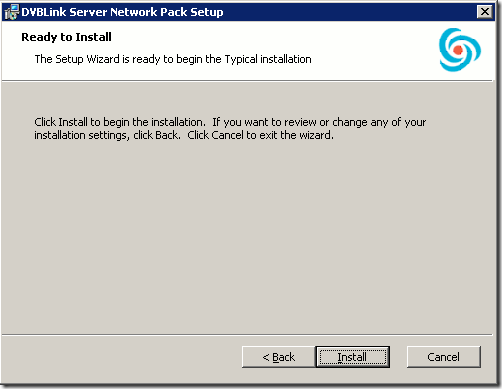 DVBLink Server Network Pack Setup
Ready to Install
The Setup Wizard is ready to begin the Typical installation
Click Install to begin the installation.  If you want to review or change any of your
installation settings, click Back.  Click Cancel to exit the wizard.
< Back
Install
Cancel